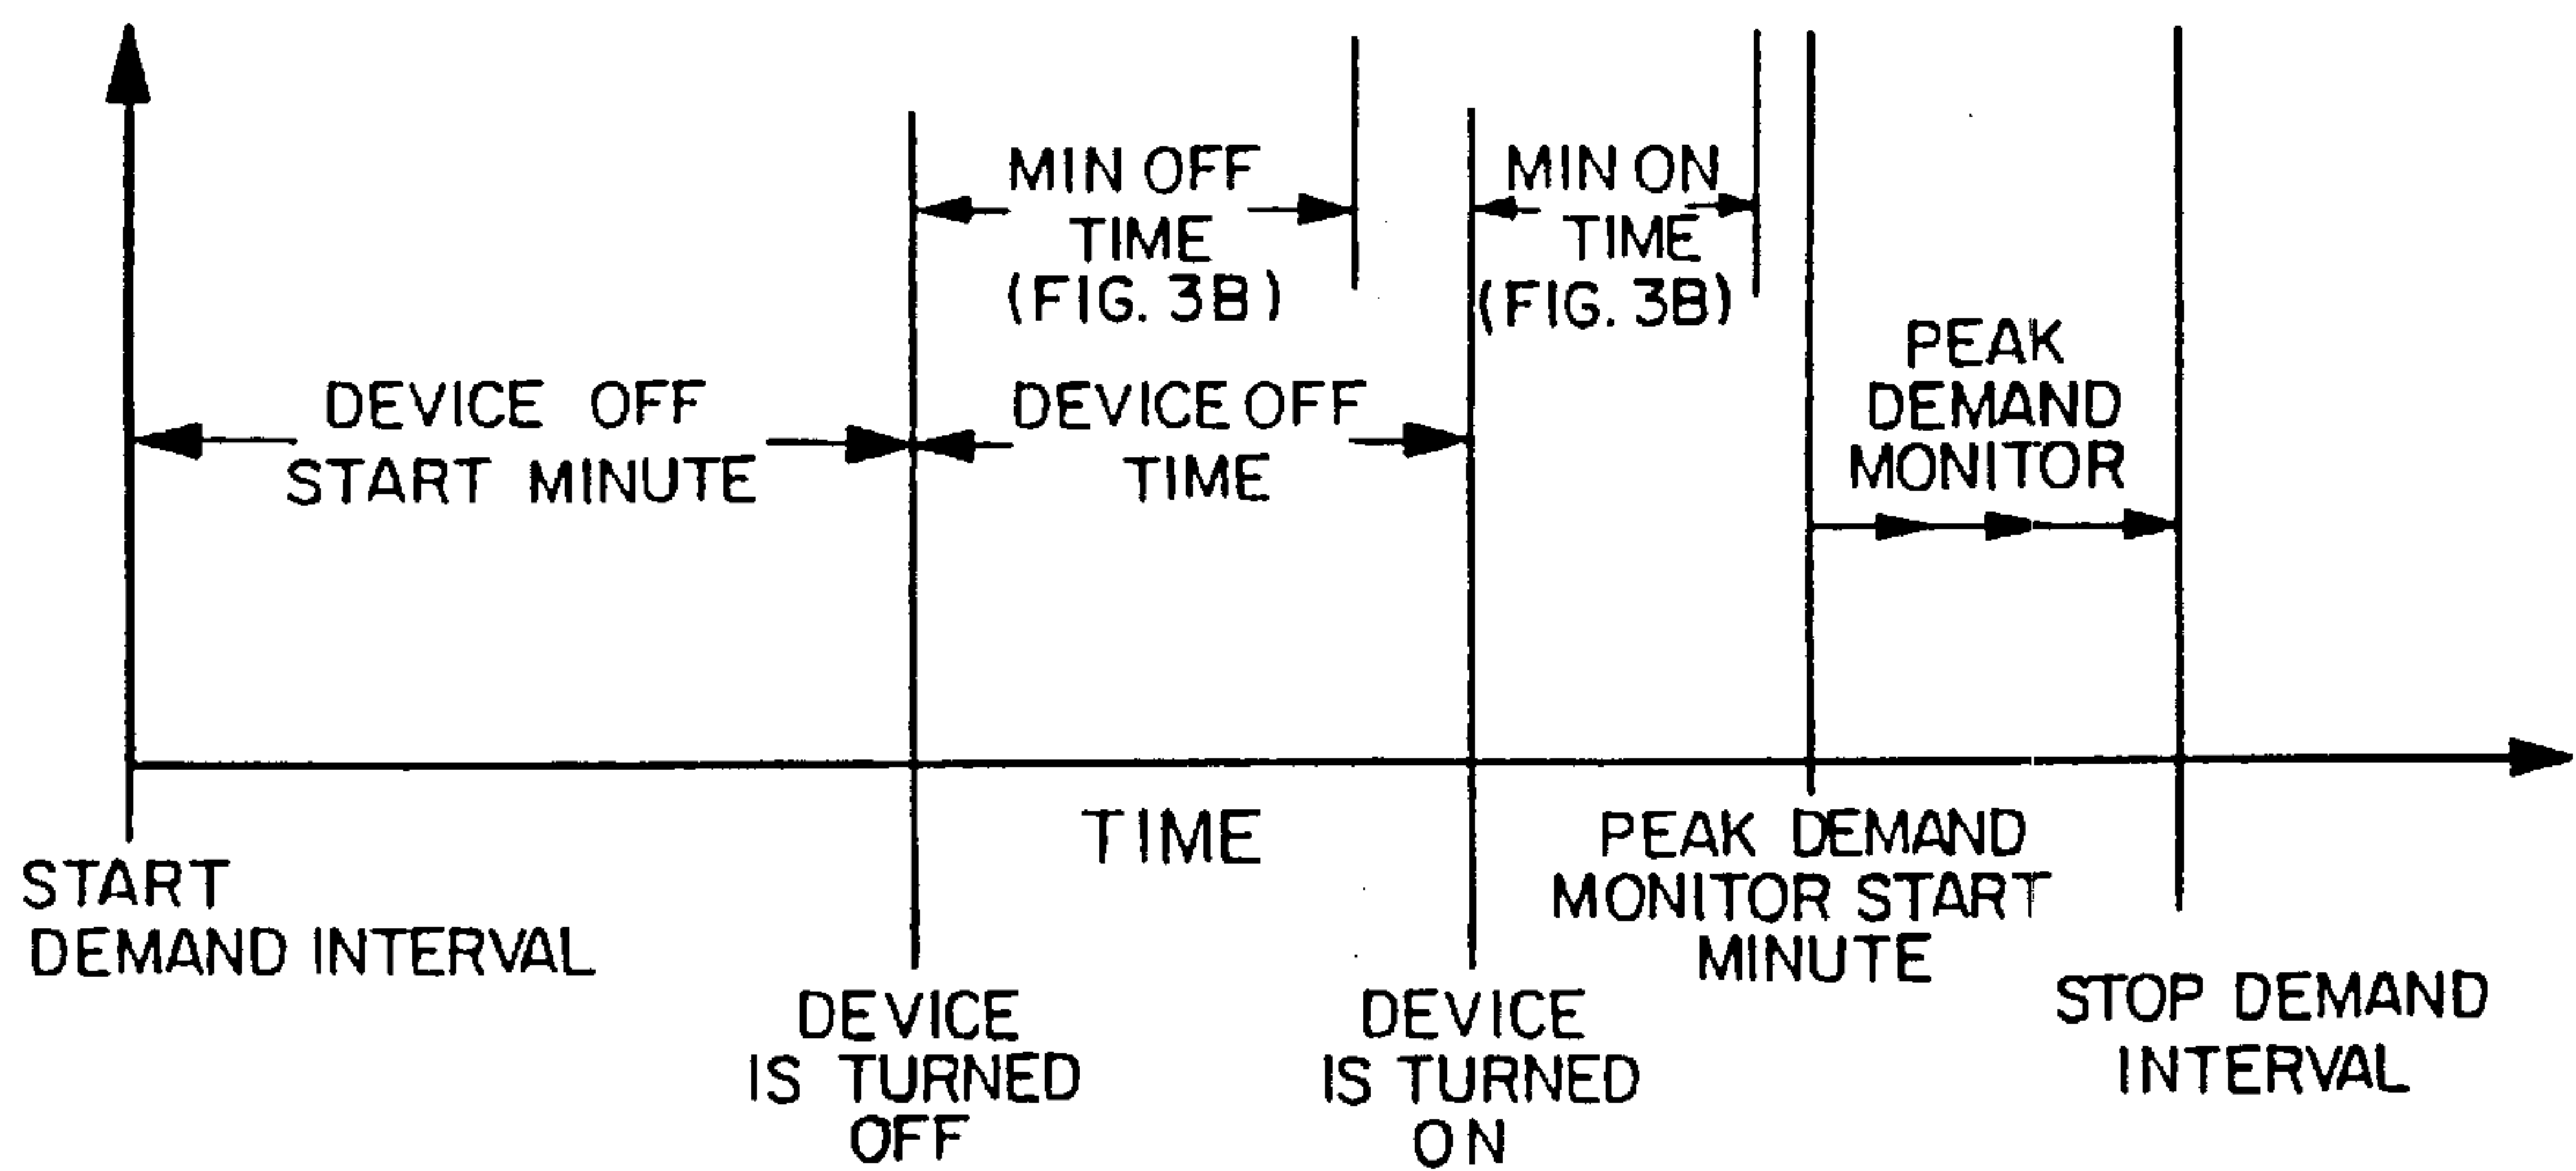 MIN OFF
TIME
(FIG. 3B)
MIN ON
TIME
(FIG. 3B)
DEVICE OFF
START MINUTE
DEVICE OFF
TIME
PEAK
DEMAND
MONITOR
START
DEMAND INTERVAL
TIME
DEVICE
IS TURNED
OFF
DEVICE
IS TURNED
ON
PEAK DEMAND
MONITOR START
MINUTE
STOP DEMAND
INTERVAL